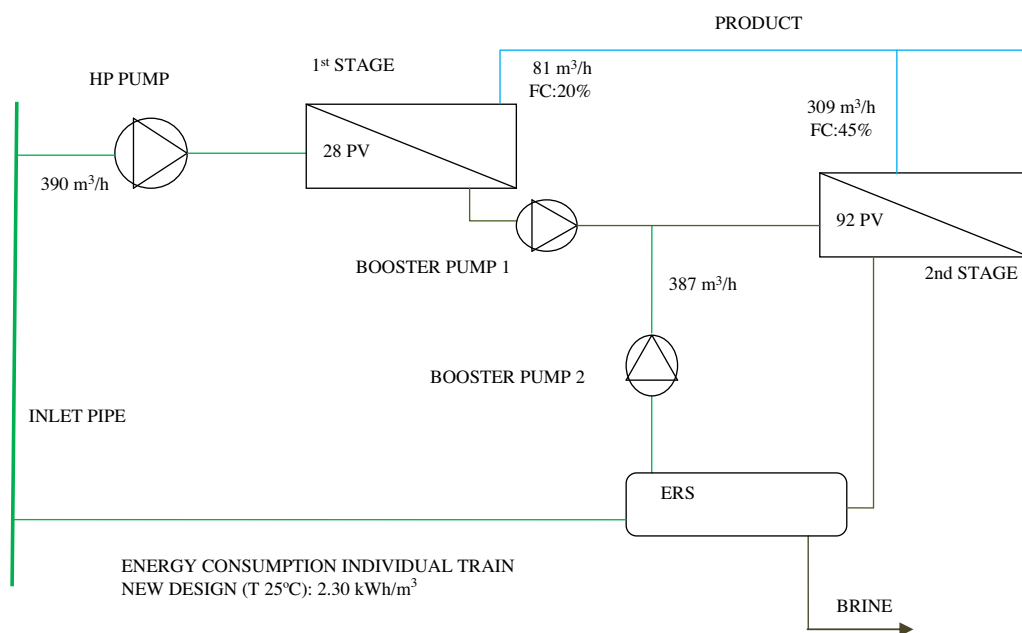 PRODUCT
1st STAGE
81 m³/h
FC:20%
HP PUMP
309 m³/h
FC:45%
28 PV
390 m³/h
92 PV
BOOSTER PUMP 1
2nd STAGE
387 m³/h
BOOSTER PUMP 2
INLET PIPE
ERS
ENERGY CONSUMPTION INDIVIDUAL TRAIN
NEW DESIGN (T 25ºC): 2.30 kWh/m³
BRINE